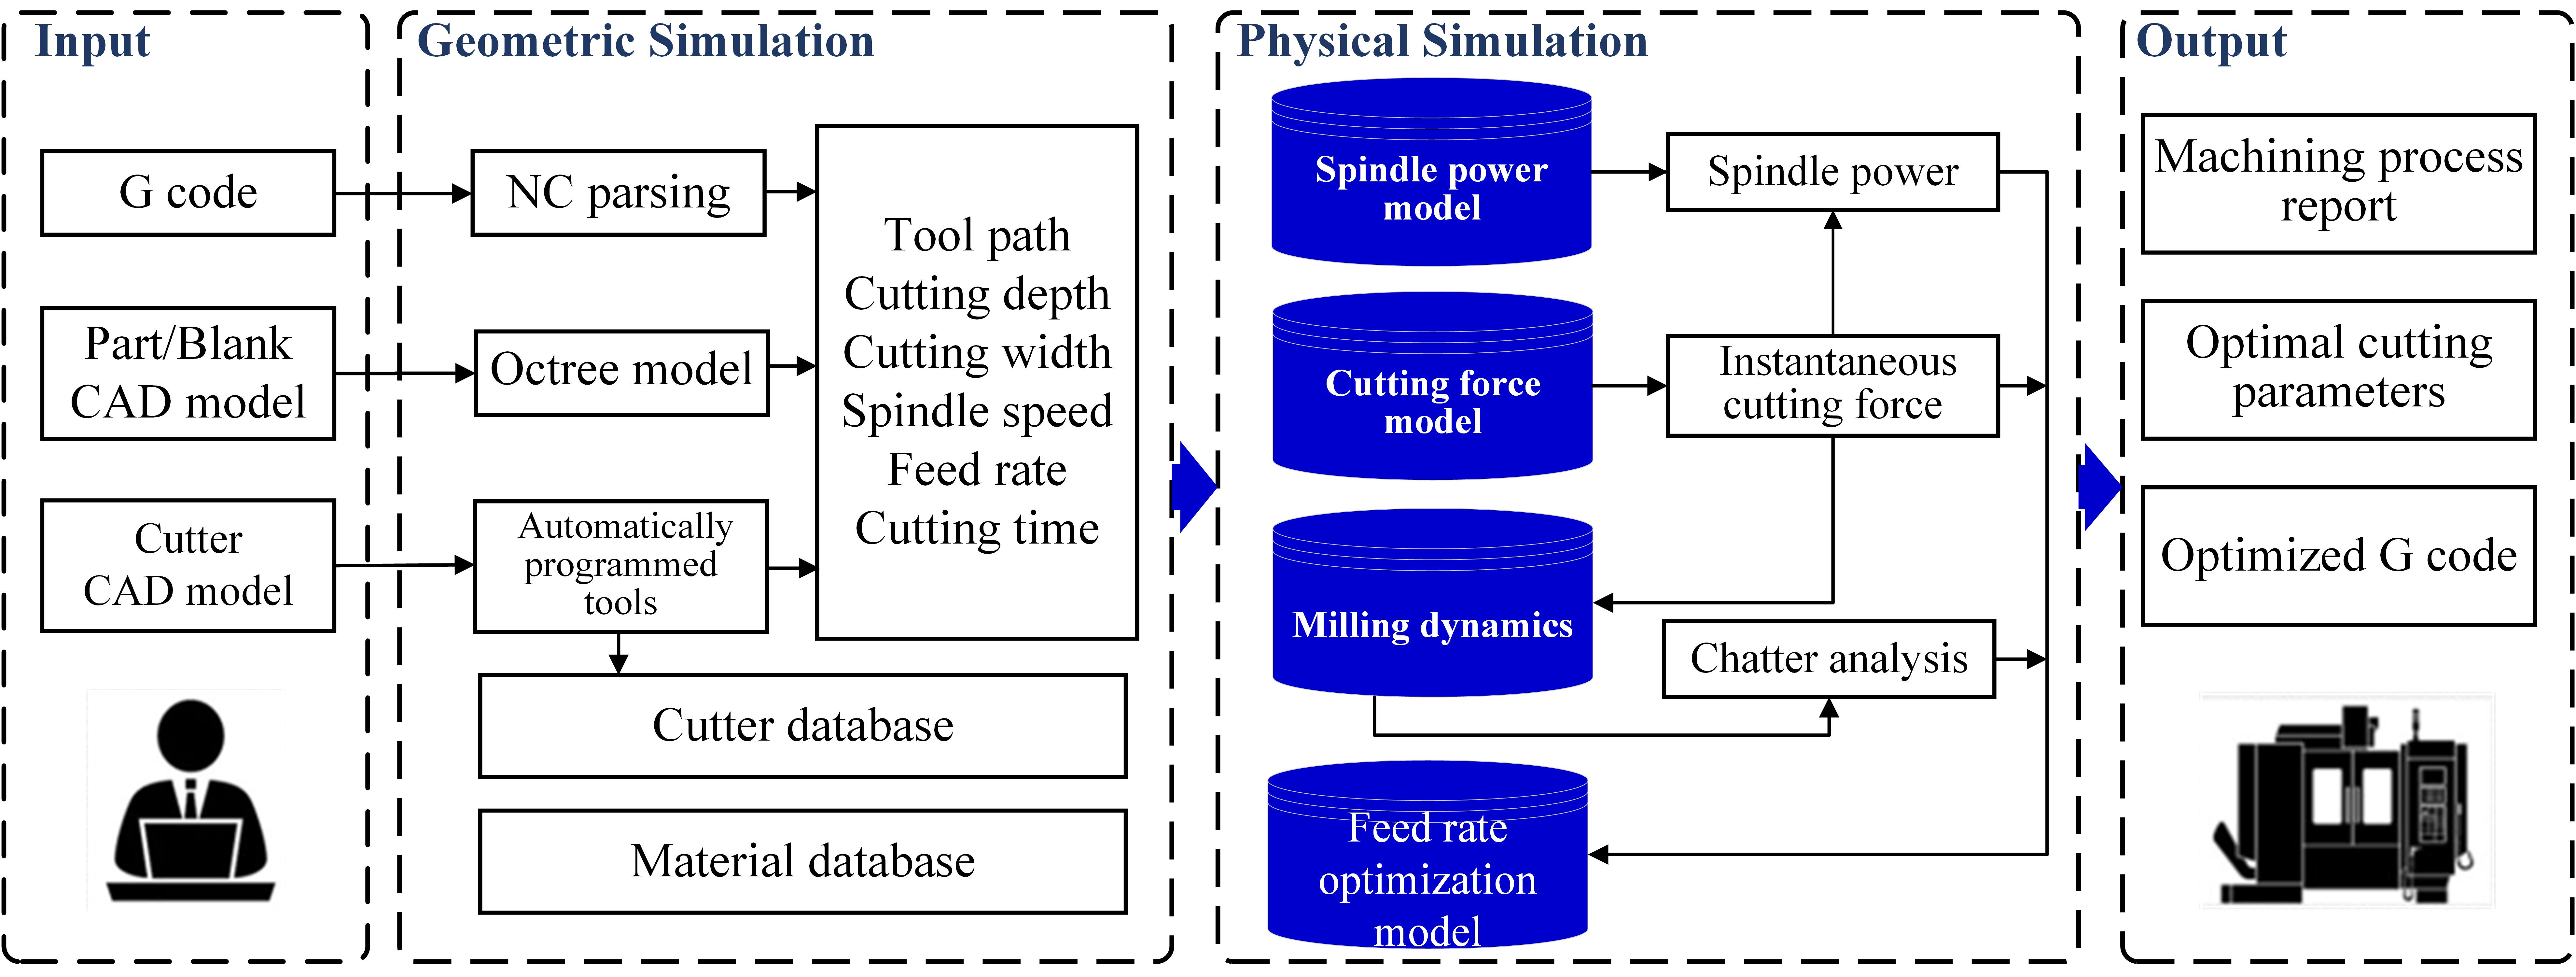 Input
G code
Part/Blank
CAD model
Cutter
CAD model
Geometric Simulation
NC parsing
Octree model
Automatically
programmed
tools
Tool path
Cutting depth
Cutting width
Spindle speed
Feed rate
Cutting time
Cutter database
Material database
Physical Simulation
Spindle power
model
Spindle power
Cutting force
model
Instantaneous
cutting force
Milling dynamics
Chatter analysis
Feed rate
optimization
model
Output
Machining process
report
Optimal cutting
parameters
Optimized G code